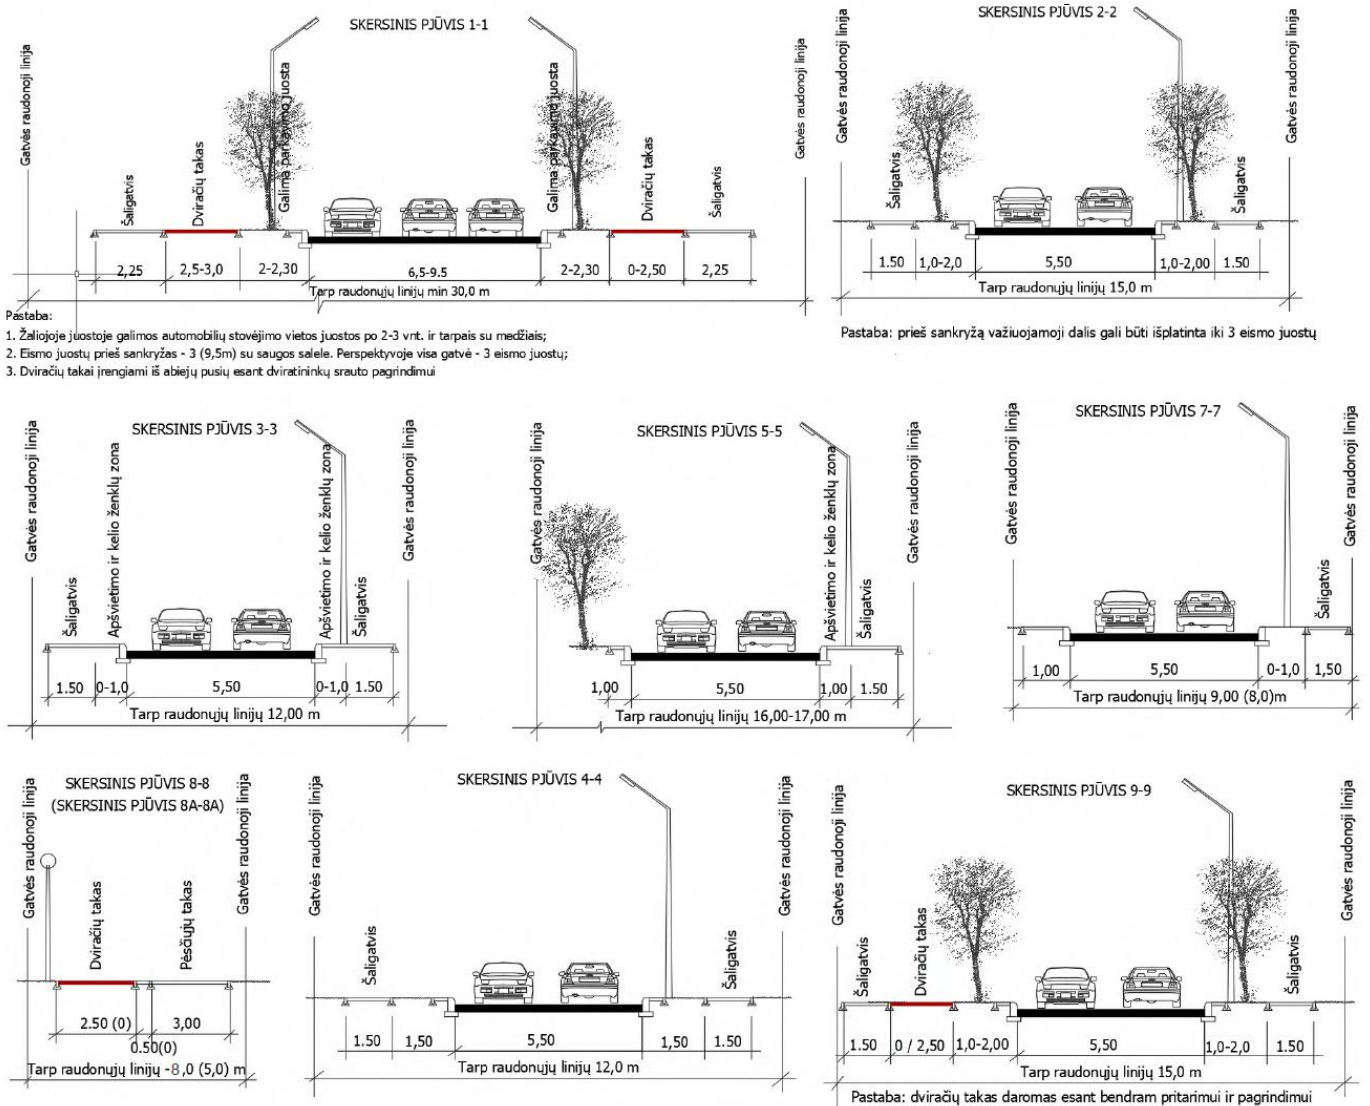 SKERSINIS PJŪVIS 1-1
Gatvės raudonoji linija
Šaligatvis
Dviračių takas
Galima parkavimo juosta
Galima parkavimo juosta
Dviračių takas
Šaligatvis
Gatvės raudonoji linija
2,25
2,5-3,0
2-2,30
6,5-9.5
2-2,30
0-2,50
2,25
Tarp raudonųjų linijų min 30,0 m
Pastaba:
1. Žaliojoje juostoje galimos automobilių stovėjimo vietos juostos po 2-3 vnt. ir tarpais su medžiais;
2. Eismo juostų prieš sankryžas - 3 (9,5m) su saugos salele. Perspektyvoje visa gatvė - 3 eismo juostų;
3. Dviračių takai įrengiami iš abiejų pusių esant dviratininkų srauto pagrindimui
SKERSINIS PJŪVIS 2-2
Gatvės raudonoji linija
Šaligatvis
Gatvės raudonoji linija
Šaligatvis
Gatvės raudonoji linija
1.50
1,0-2,0
5,50
1,0-2,00
1.50
Tarp raudonųjų linijų 15,0 m
Pastaba: prieš sankryžą važiuojamoji dalis gali būti išplatinta iki 3 eismo juostų
SKERSINIS PJŪVIS 3-3
Gatvės raudonoji linija
Šaligatvis
Apšvietimo ir kelio ženklų zona
Apšvietimo ir kelio ženklų zona
Šaligatvis
Gatvės raudonoji linija
1.50
0-1,0
5,50
0-1,0
1.50
Tarp raudonųjų linijų 12,00 m
SKERSINIS PJŪVIS 5-5
Gatvės raudonoji linija
Apšvietimo ir kelio ženklų zona
Šaligatvis
Gatvės raudonoji linija
1,00
5,50
1,00
1.50
Tarp raudonųjų linijų 16,00-17,00 m
SKERSINIS PJŪVIS 7-7
Gatvės raudonoji linija
Šaligatvis
Gatvės raudonoji linija
1,00
5,50
0-1,0
1,50
Tarp raudonųjų linijų 9,00 (8,0)m
SKERSINIS PJŪVIS 8-8
(SKERSINIS PJŪVIS 8A-8A)
Gatvės raudonoji linija
Dviračių takas
Pėsčiųjų takas
Gatvės raudonoji linija
2.50 (0)
3,00
0.50(0)
Tarp raudonųjų linijų -8,0 (5,0) m
SKERSINIS PJŪVIS 4-4
Gatvės raudonoji linija
Šaligatvis
Šaligatvis
Gatvės raudonoji linija
1.50
1,50
5,50
1,50
1.50
Tarp raudonųjų linijų 12,0 m
SKERSINIS PJŪVIS 9-9
Gatvės raudonoji linija
Šaligatvis
Dviračių takas
Šaligatvis
Gatvės raudonoji linija
1.50
0 / 2,50
1,0-2,00
5,50
1,0-2,0
1.50
Tarp raudonųjų linijų 15,0 m
Pastaba: dviračių takas daromas esant bendram pritarimui ir pagrindimui